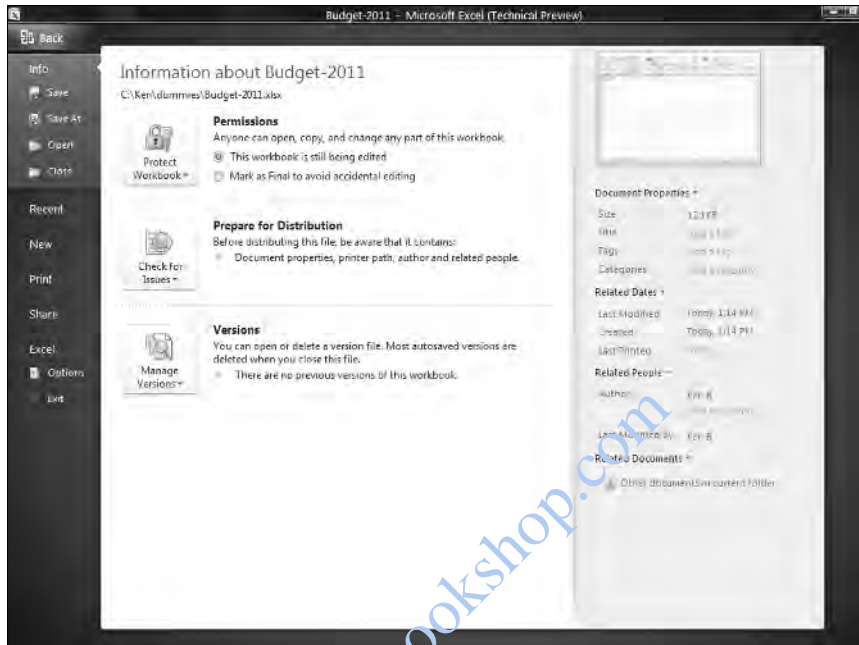 Budget-2011 - Microsoft Excel (Technical Preview)
Back
Info
Save
Save As
Open
Close
Recent
New
Print
Share
Excel
Options
Exit
Information about Budget-2011
C:\Ken\dummies\Budget-2011.xlsx
Protect
Workbook
Permissions
Anyone can open, copy, and change any part of this workbook.
This workbook is still being edited
Mark as Final to avoid accidental editing
Check for
Issues
Prepare for Distribution
Before distributing this file, be aware that it contains:
Document properties, printer path, author and related people.
Manage
Versions
Versions
You can open or delete a version file. Most autosaved versions are
deleted when you close this file.
There are no previous versions of this workbook.
Document Properties
Size
Title
Tags
Categories
Related Dates
Last Modified Today, 1:14 PM
Created Today, 1:14 PM
Last Printed
Related People
Author Ken B
Last Modified By Ken B
Related Documents
Other documents in current folder
ookshop.com